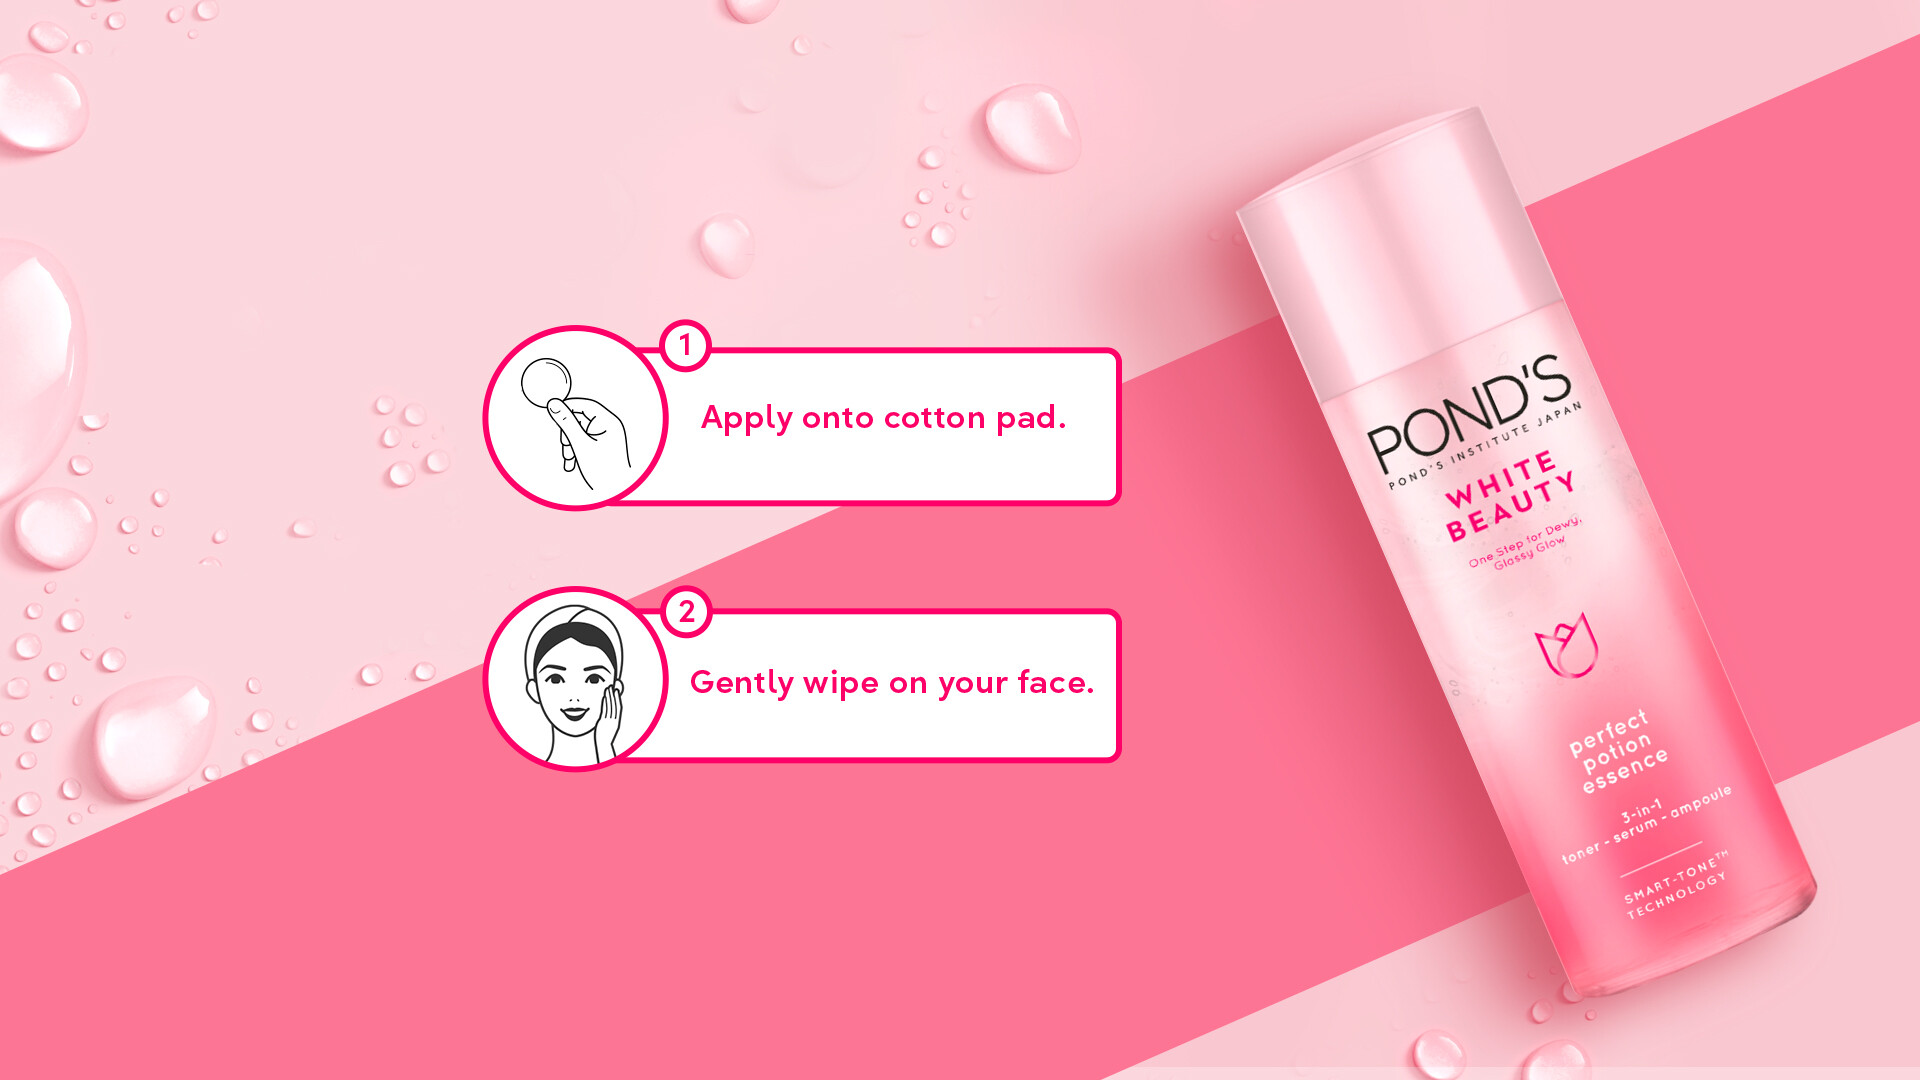 1
Apply onto cotton pad.
2
Gently wipe on your face.
POND'S
POND'S INSTITUTE JAPAN
WHITE
BEAUTY
One Step for Dewy,
Glossy Glow
perfect
potion
essence
3-in-1
toner - serum - ampoule
SMART-TONE™
TECHNOLOGY